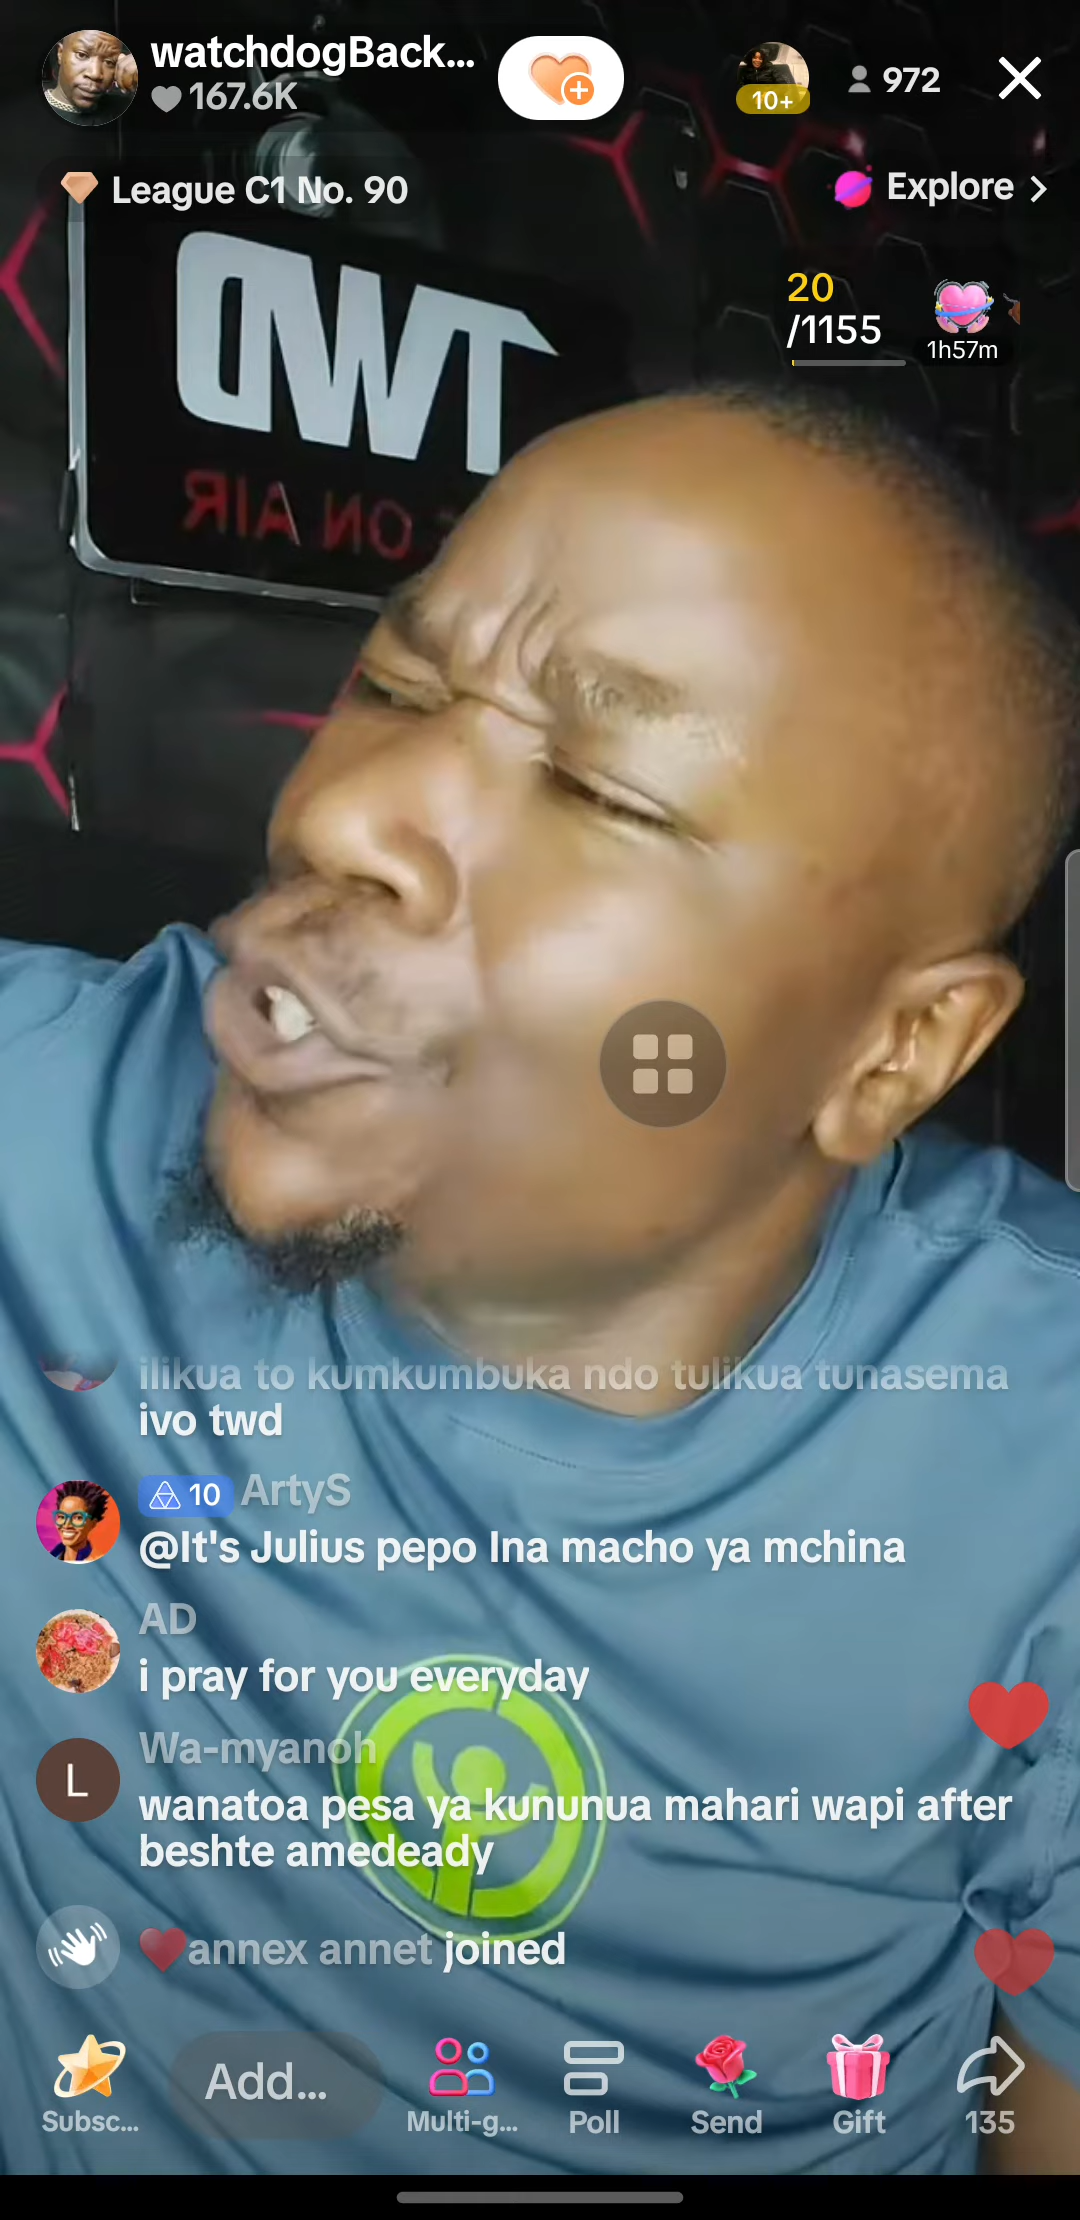 watchdogBack...
167.6K
10+
972
League C1 No. 90
Explore
20
/1155
1h57m
TWD
ON AIR
ilikua to kumkumbuka ndo tulikua tunasema
ivo twd
10 ArtyS
@It's Julius pepo Ina macho ya mchina
AD
i pray for you everyday
Wa-myanoh
L
wanatoa pesa ya kununua mahari wapi after
beshte amedeady
annex annet joined
Add...
Subsc...
Multi-g...
Poll
Send
Gift
135